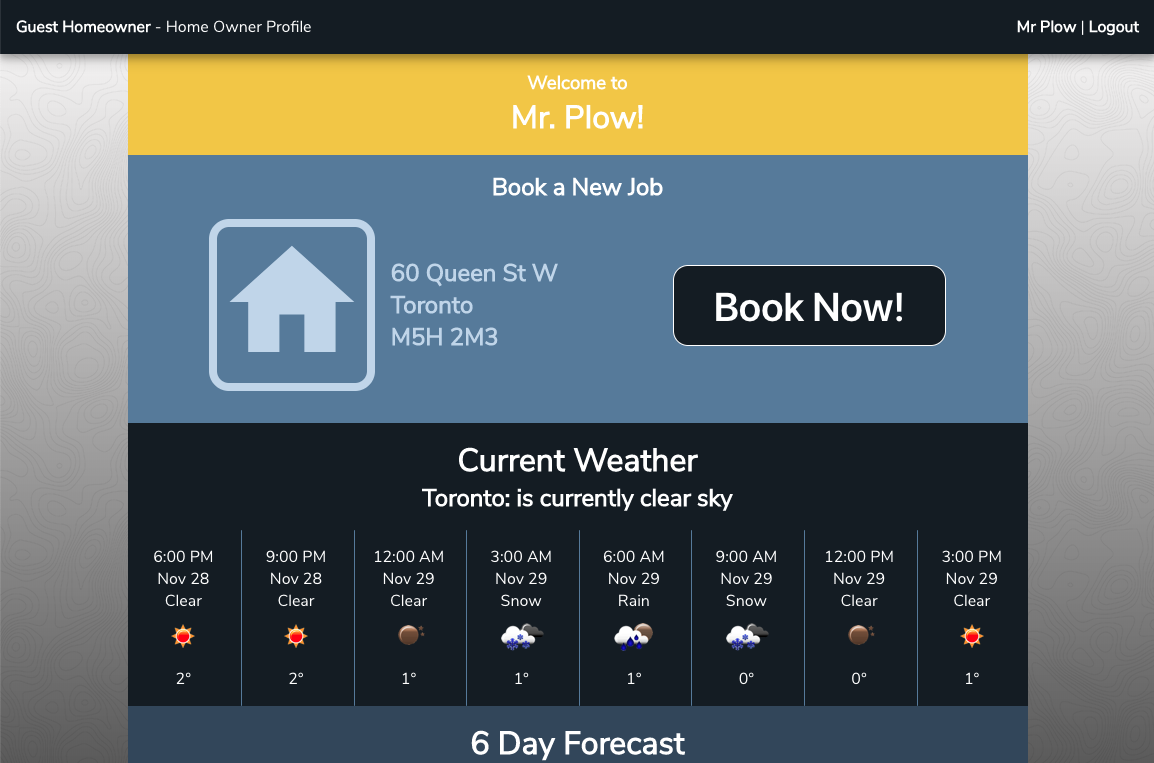 Guest Homeowner - Home Owner Profile
Mr Plow | Logout
Welcome to
Mr. Plow!
Book a New Job
60 Queen St W
Toronto
M5H 2M3
Book Now!
Current Weather
Toronto: is currently clear sky
6:00 PM
Nov 28
Clear
2°
9:00 PM
Nov 28
Clear
2°
12:00 AM
Nov 29
Clear
1°
3:00 AM
Nov 29
Snow
1°
6:00 AM
Nov 29
Rain
1°
9:00 AM
Nov 29
Snow
0°
12:00 PM
Nov 29
Clear
0°
3:00 PM
Nov 29
Clear
1°
6 Day Forecast